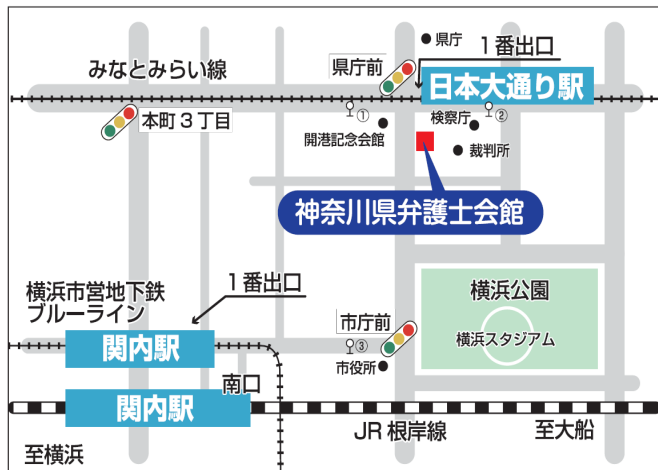 県庁
1番出口
みなとみらい線
県庁前
日本大通り駅
本町3丁目
①
開港記念会館
検察庁
②
裁判所
神奈川県弁護士会館
横浜市営地下鉄
ブルーライン
1番出口
関内駅
市庁前
③
市役所
横浜公園
横浜スタジアム
南口
関内駅
JR根岸線
至大船
至横浜